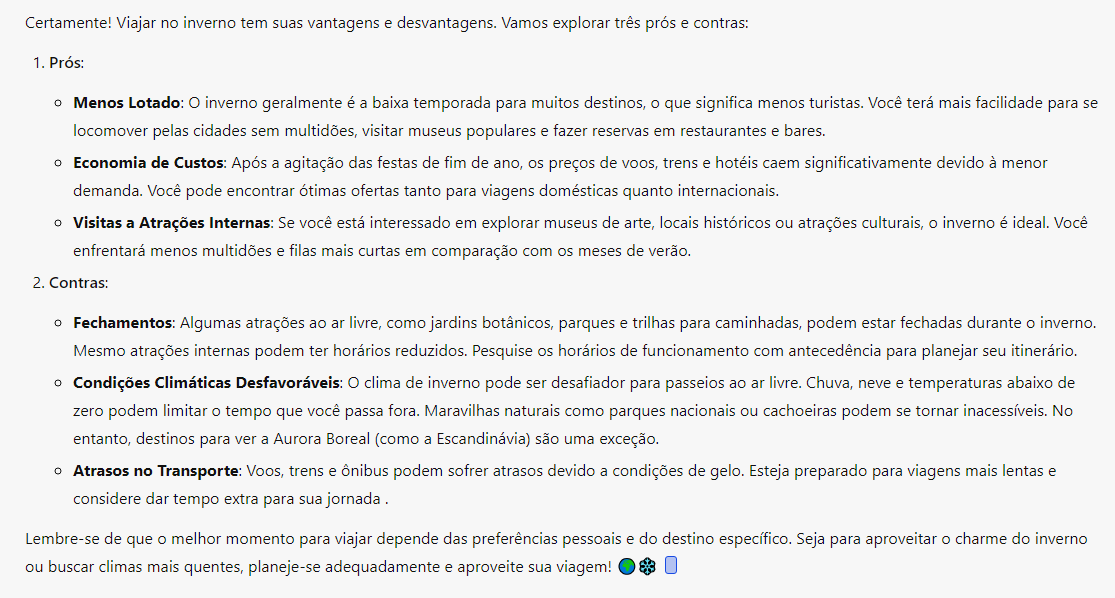 Certamente! Viajar no inverno tem suas vantagens e desvantagens. Vamos explorar três prós e contras:
1. Prós:
Menos Lotado: O inverno geralmente é a baixa temporada para muitos destinos, o que significa menos turistas. Você terá mais facilidade para se
locomover pelas cidades sem multidões, visitar museus populares e fazer reservas em restaurantes e bares.
Economia de Custos: Após a agitação das festas de fim de ano, os preços de voos, trens e hotéis caem significativamente devido à menor
demanda. Você pode encontrar ótimas ofertas tanto para viagens domésticas quanto internacionais.
Visitas a Atrações Internas: Se você está interessado em explorar museus de arte, locais históricos ou atrações culturais, o inverno é ideal. Você
enfrentará menos multidões e filas mais curtas em comparação com os meses de verão.
2. Contras:
Fechamentos: Algumas atrações ao ar livre, como jardins botânicos, parques e trilhas para caminhadas, podem estar fechadas durante o inverno.
Mesmo atrações internas podem ter horários reduzidos. Pesquise os horários de funcionamento com antecedência para planejar seu itinerário.
Condições Climáticas Desfavoráveis: O clima de inverno pode ser desafiador para passeios ao ar livre. Chuva, neve e temperaturas abaixo de
zero podem limitar o tempo que você passa fora. Maravilhas naturais como parques nacionais ou cachoeiras podem se tornar inacessíveis. No
entanto, destinos para ver a Aurora Boreal (como a Escandinávia) são uma exceção.
Atrasos no Transporte: Voos, trens e ônibus podem sofrer atrasos devido a condições de gelo. Esteja preparado para viagens mais lentas e
considere dar tempo extra para sua jornada .
Lembre-se de que o melhor momento para viajar depende das preferências pessoais e do destino específico. Seja para aproveitar o charme do inverno
ou buscar climas mais quentes, planeje-se adequadamente e aproveite sua viagem!